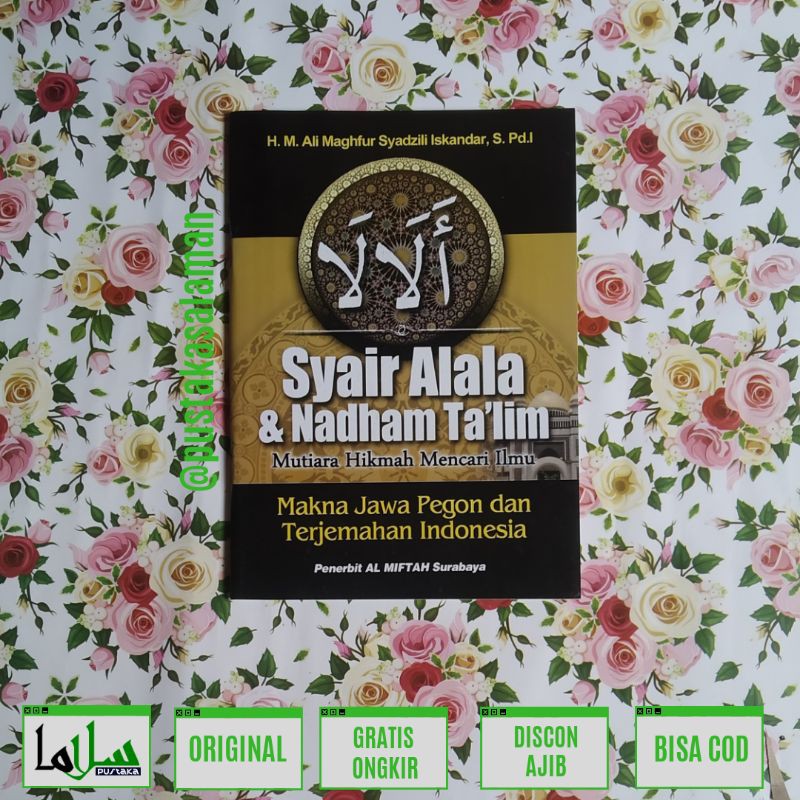 H. M. Ali Maghfur Syadzili Iskandar, S. Pd.I
أَلَا لَا
Syair Alala
& Nadham Ta'lim
Mutiara Hikmah Mencari Ilmu
Makna Jawa Pegon dan
Terjemahan Indonesia
Penerbit AL MIFTAH Surabaya
@pustakasalaman
سلاما
PUSTAKA
ORIGINAL
GRATIS
ONGKIR
DISCON
AJIB
BISA COD